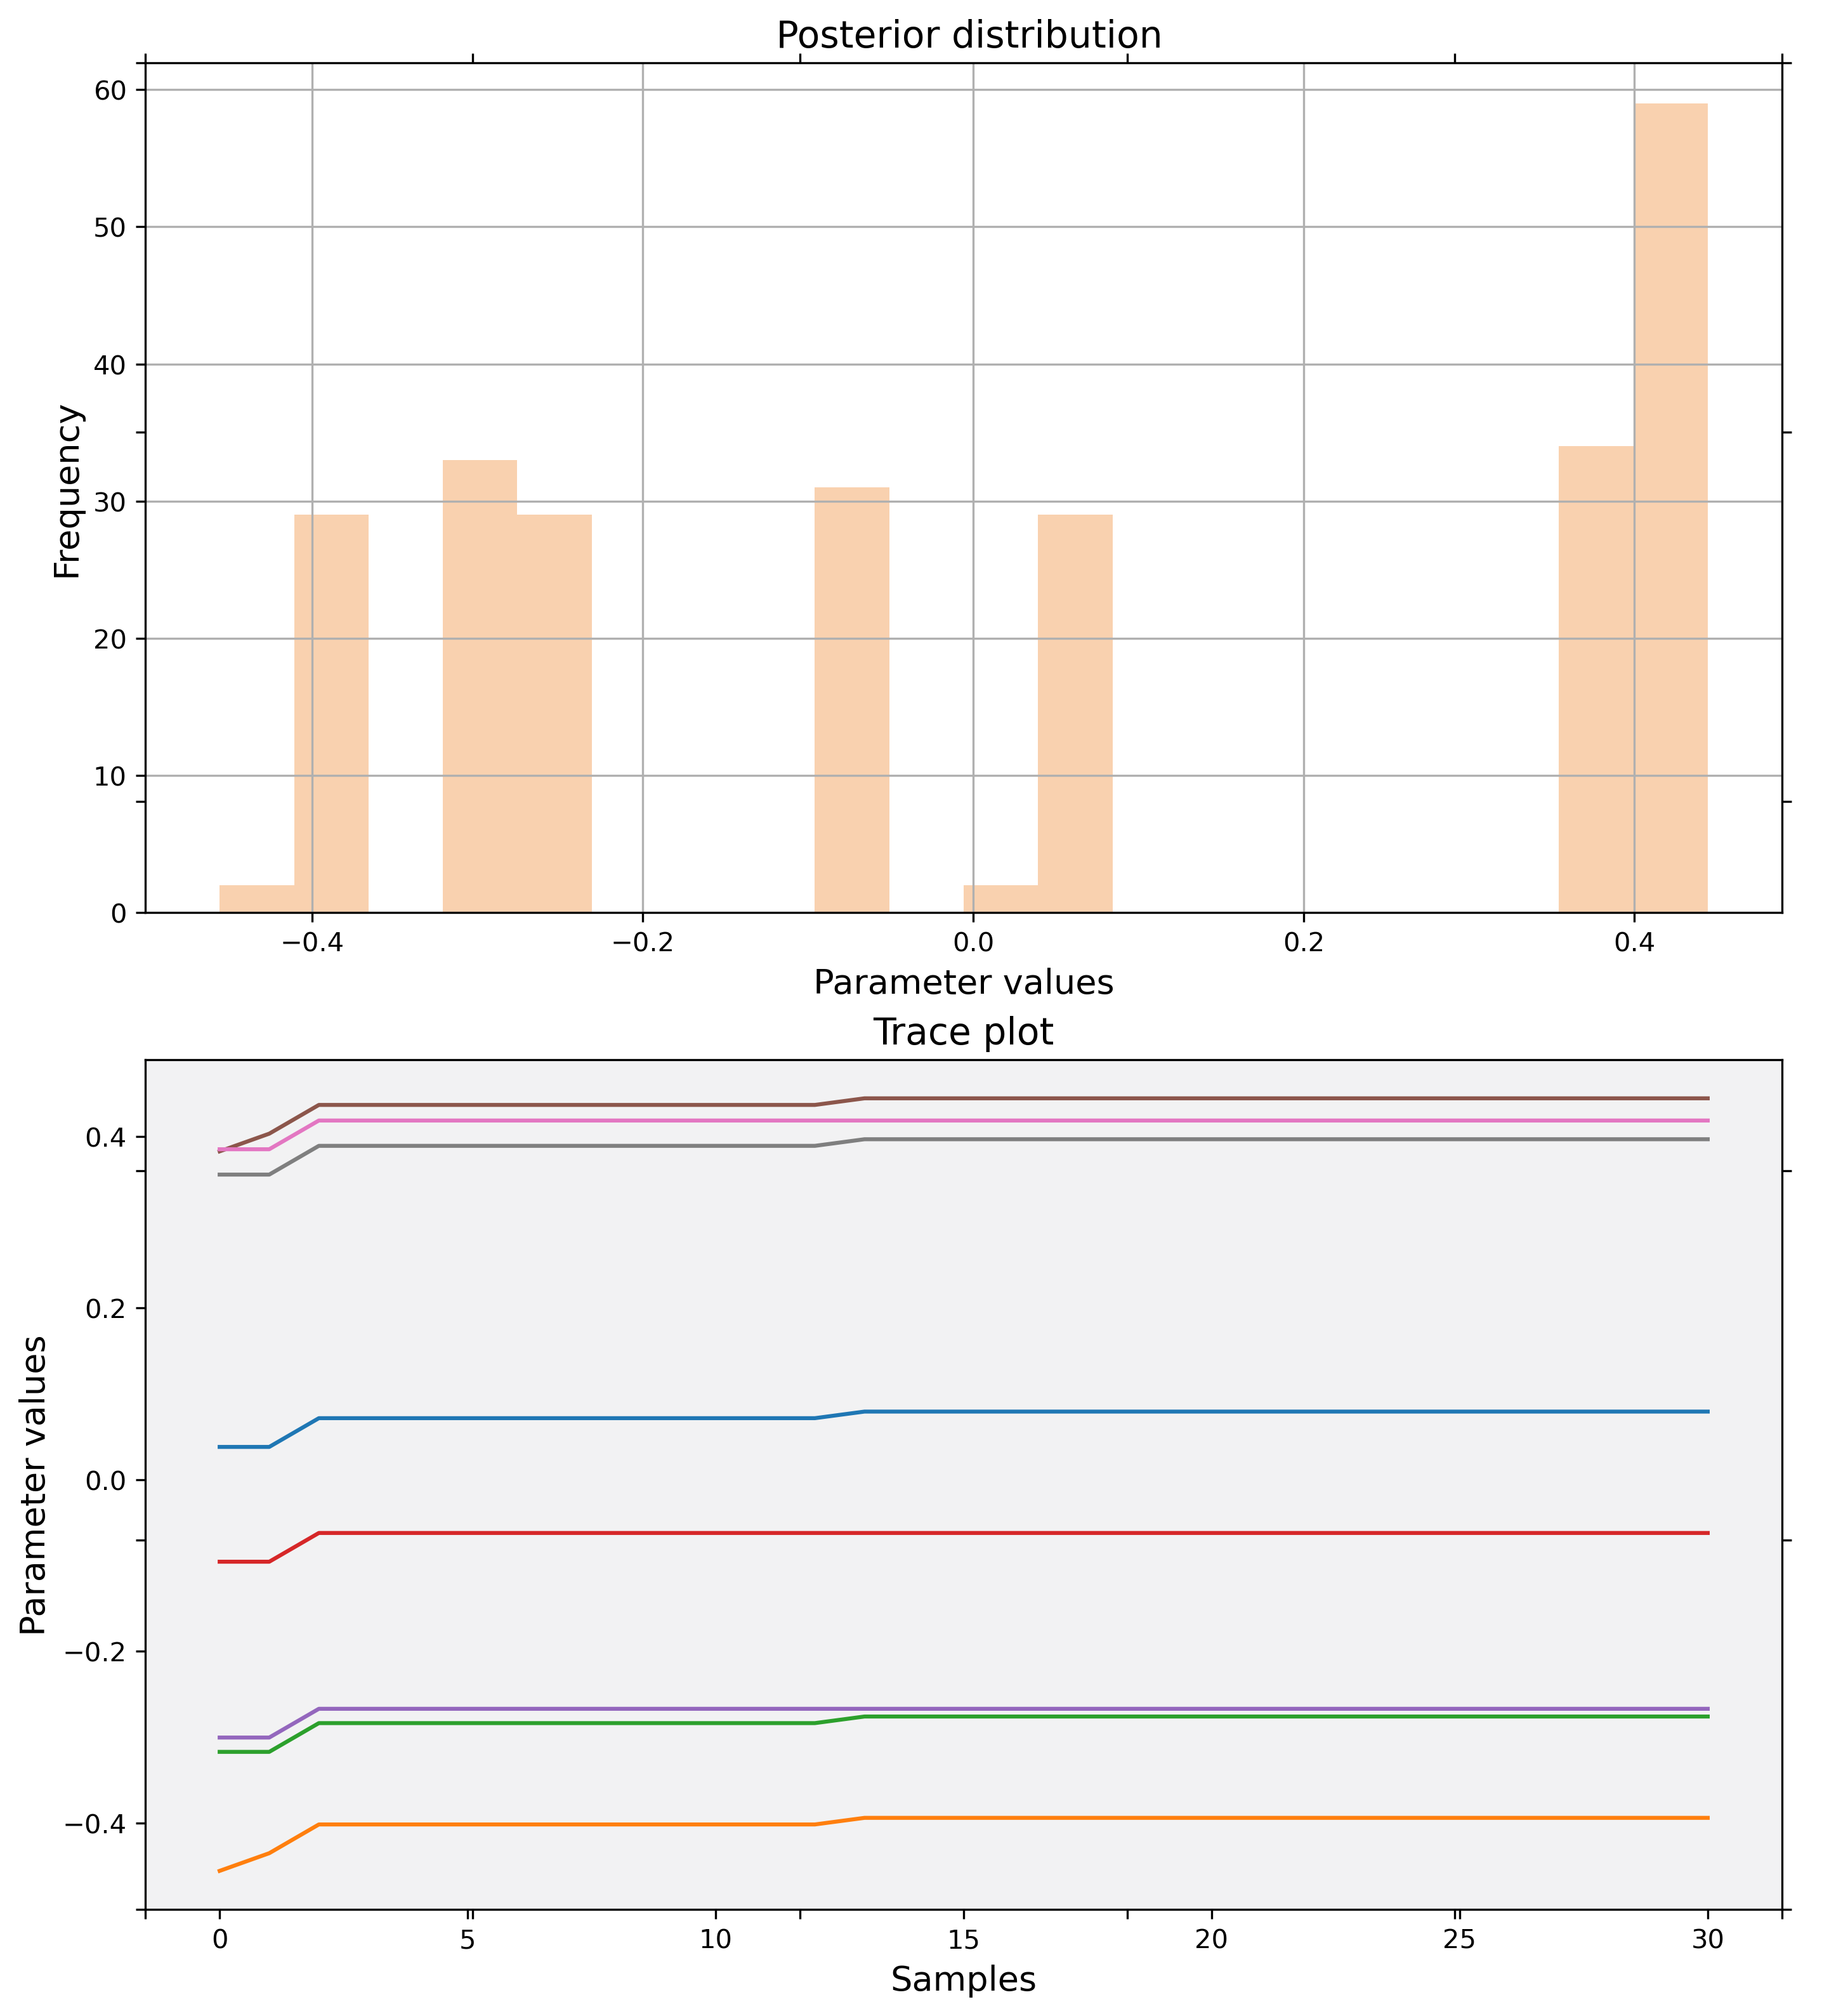 Posterior distribution
60
50
40
30
20
10
0
Frequency
−0.4 −0.2 0.0 0.2 0.4
Parameter values
Trace plot
0.4
0.2
0.0
−0.2
−0.4
Parameter values
0 5 10 15 20 25 30
Samples